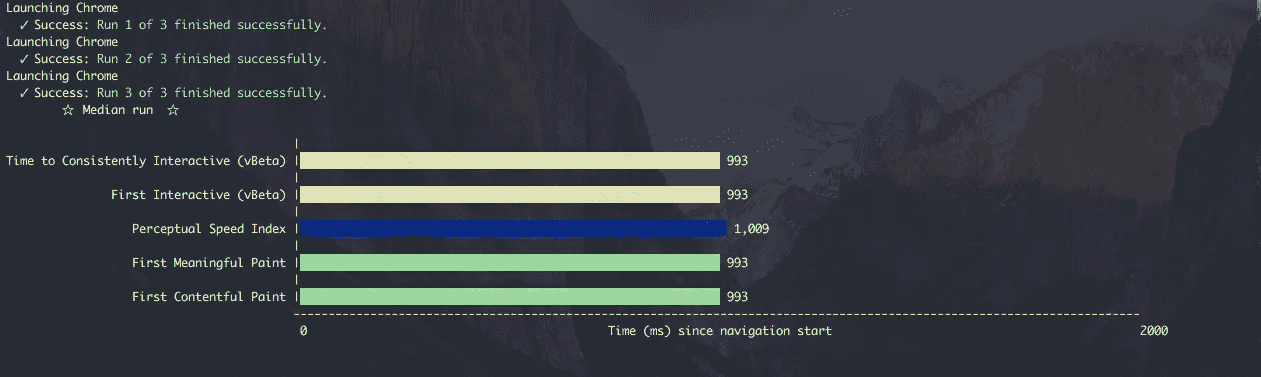 Launching Chrome
✓ Success: Run 1 of 3 finished successfully.
Launching Chrome
✓ Success: Run 2 of 3 finished successfully.
Launching Chrome
✓ Success: Run 3 of 3 finished successfully.
☆ Median run ☆
Time to Consistently Interactive (vBeta) 993
First Interactive (vBeta) 993
Perceptual Speed Index 1,009
First Meaningful Paint 993
First Contentful Paint 993
0 Time (ms) since navigation start 2000